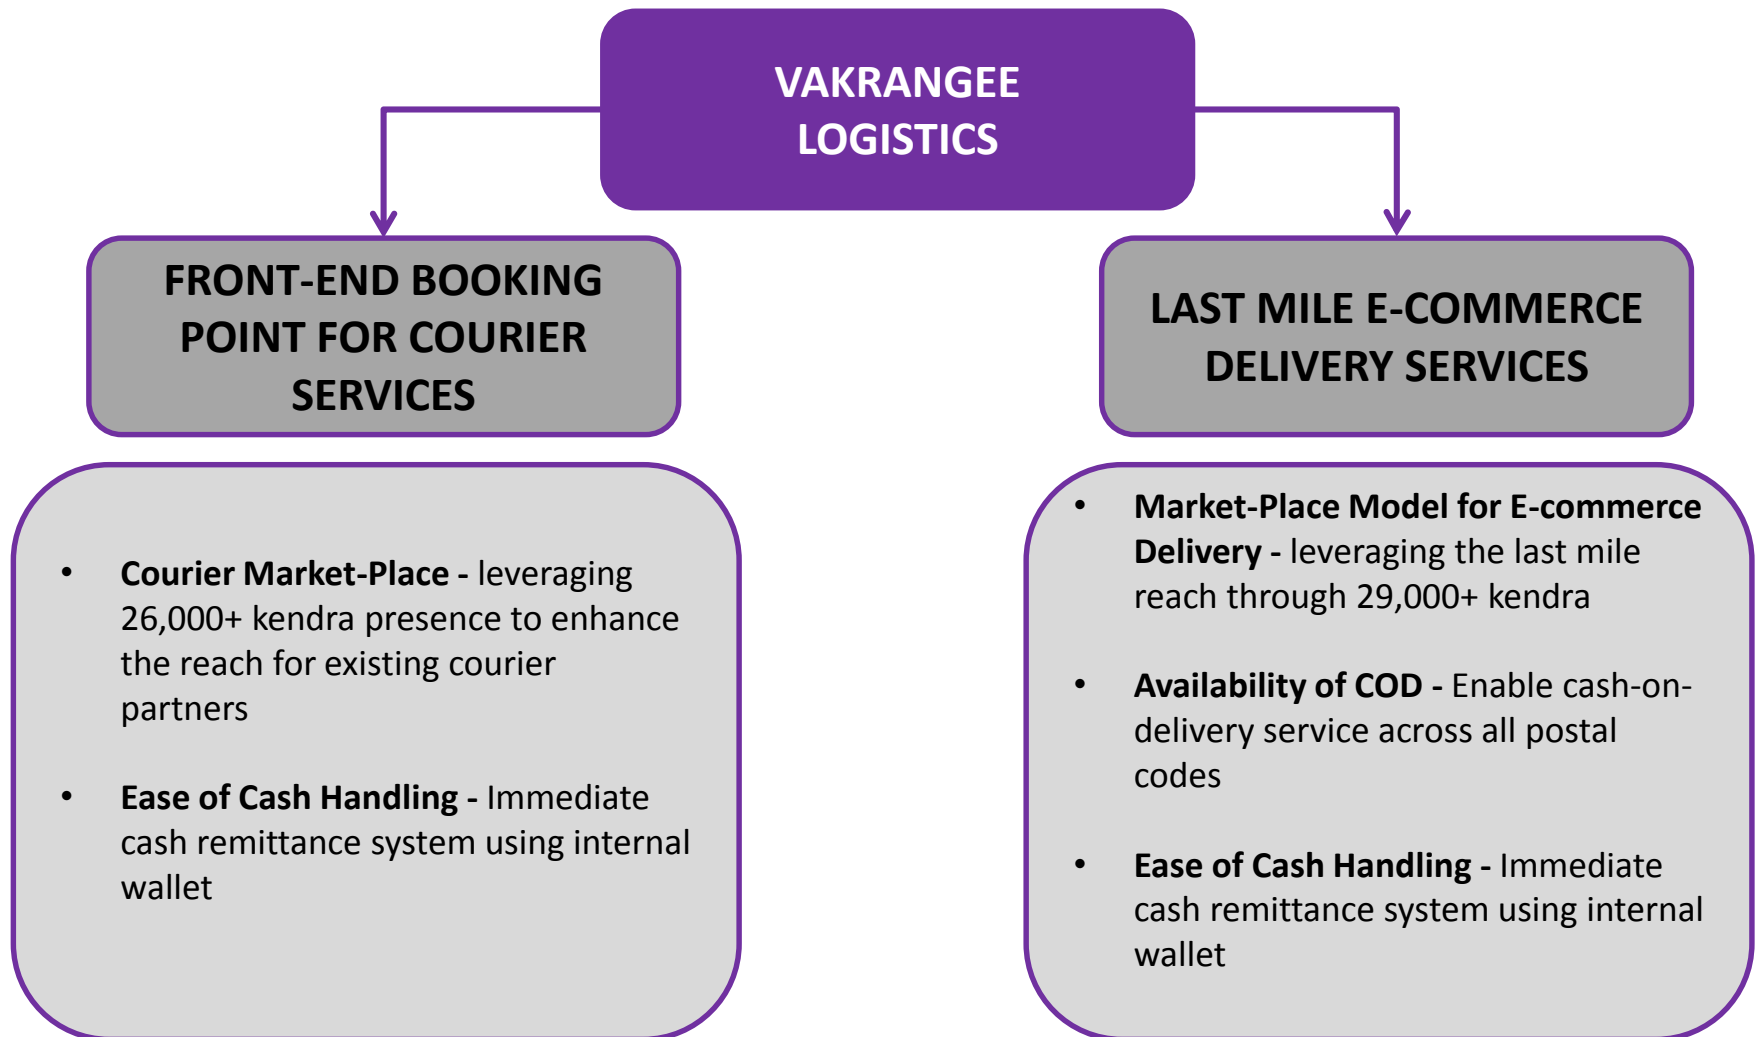 VAKRANGEE
LOGISTICS
FRONT-END BOOKING
POINT FOR COURIER
SERVICES
• Courier Market-Place - leveraging
26,000+ kendra presence to enhance
the reach for existing courier
partners
• Ease of Cash Handling - Immediate
cash remittance system using internal
wallet
LAST MILE E-COMMERCE
DELIVERY SERVICES
• Market-Place Model for E-commerce
Delivery - leveraging the last mile
reach through 29,000+ kendra
• Availability of COD - Enable cash-on-
delivery service across all postal
codes
• Ease of Cash Handling - Immediate
cash remittance system using internal
wallet